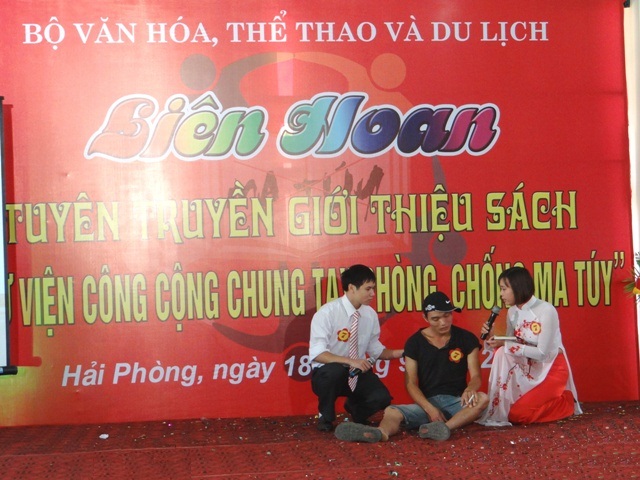 BỘ VĂN HÓA, THỂ THAO VÀ DU LỊCH
Liên Hoan
TUYÊN TRUYỀN GIỚI THIỆU SÁCH
VIỆN CÔNG CỘNG CHUNG TAY PHÒNG, CHỐNG MA TÚY”
Hải Phòng, ngày 18